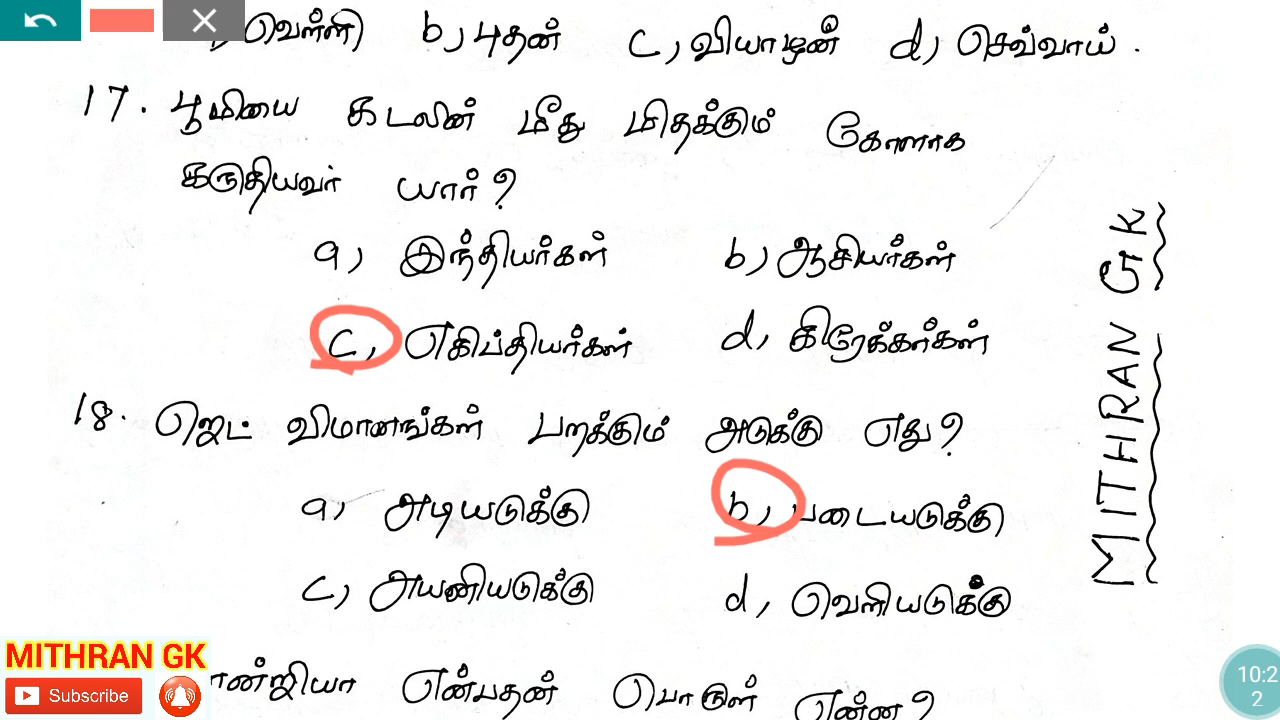 வெள்ளி b) புதன் c) வியாழன் d) செவ்வாய்.
17. பூமியை கடலின் மீது மிதக்கும் கோளாக
கருதியவர் யார்?
a) இந்தியர்கள் b) ஆசியர்கள்
c) எகிப்தியர்கள் d) கிரேக்கர்கள்
18. ஜெட் விமானங்கள் பறக்கும் அடுக்கு எது?
a) அடியடுக்கு b) படையடுக்கு
c) அயனியடுக்கு d) வெளியடுக்கு
என்பதன் பொருள் என்ன?
MITHRAN GK
MITHRAN GK
Subscribe
10:2
2